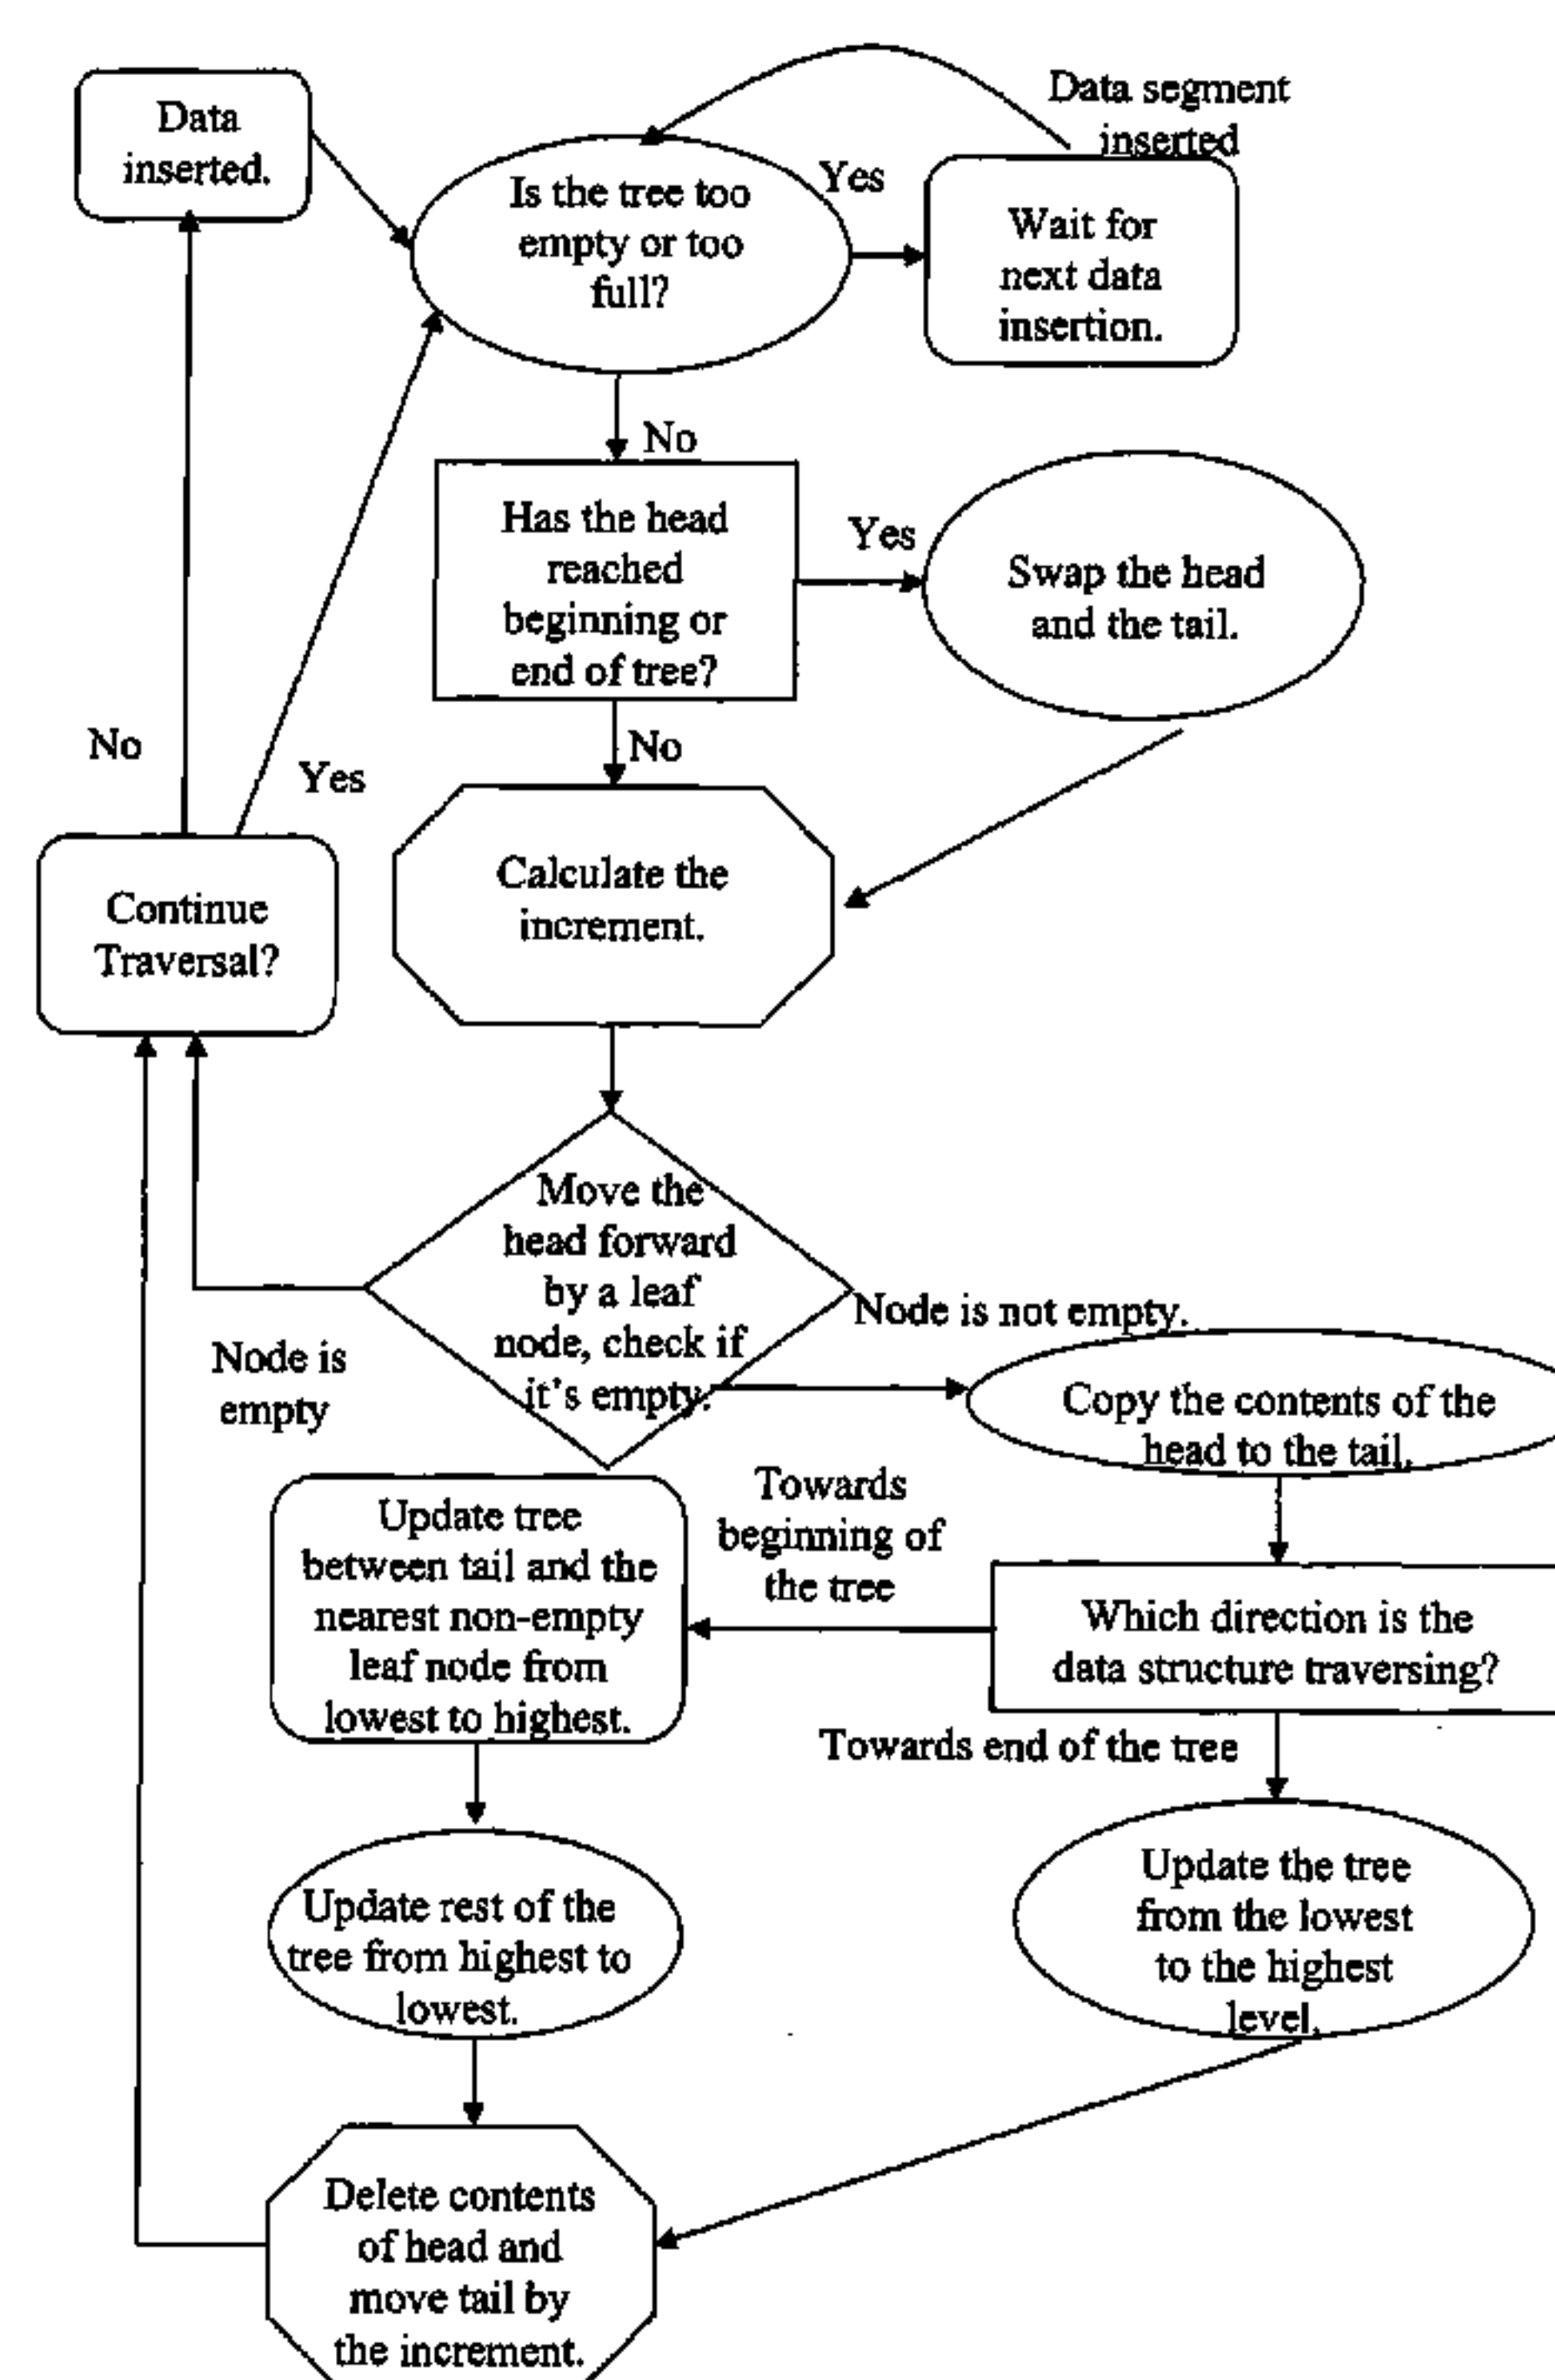 Data
inserted.
Data segment
inserted
Is the tree too
empty or too
full?
Yes
Wait for
next data
insertion.
No
Has the head
reached
beginning or
end of tree?
Yes
Swap the head
and the tail.
No
Yes
No
Calculate the
increment.
Continue
Traversal?
Move the
head forward
by a leaf
node, check if
it's empty.
Node is not empty.
Node is
empty
Copy the contents of the
head to the tail.
Towards
beginning of
the tree
Update tree
between tail and the
nearest non-empty
leaf node from
lowest to highest.
Which direction is the
data structure traversing?
Towards end of the tree
Update rest of the
tree from highest to
lowest.
Update the tree
from the lowest
to the highest
level.
Delete contents
of head and
move tail by
the increment.